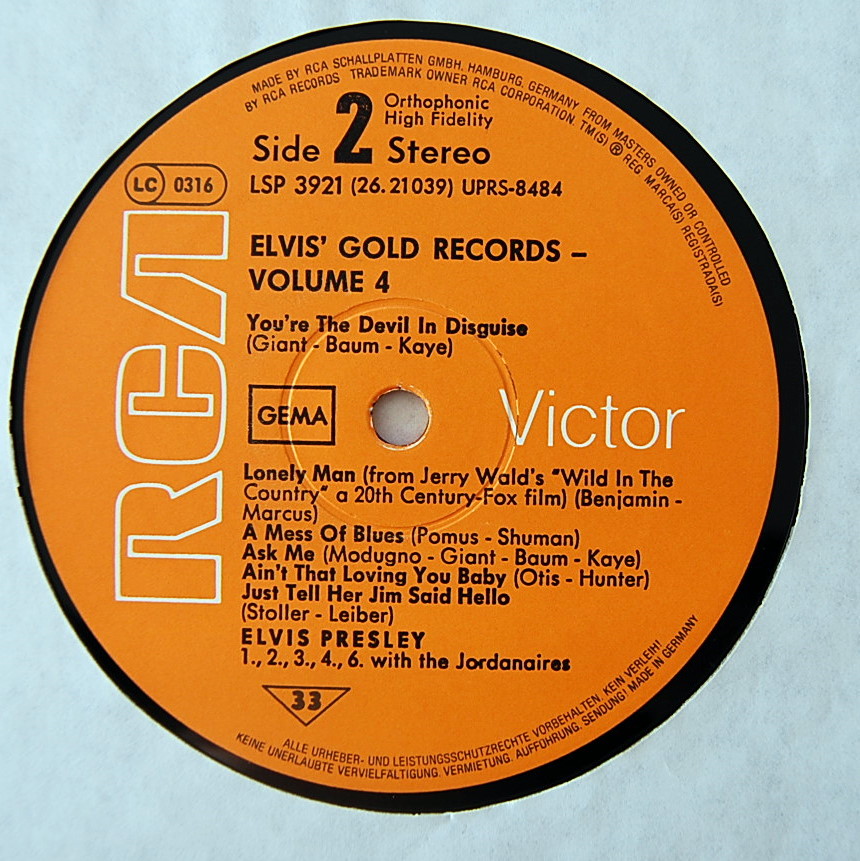 MADE BY RCA SCHALLPLATTEN GMBH, HAMBURG, GERMANY FROM MASTERS OWNED OR CONTROLLED
BY RCA RECORDS TRADEMARK OWNER RCA CORPORATION. TM(S) ® REG MARCA(S) REGISTRADA(S)
Orthophonic
High Fidelity
Side 2 Stereo
LC 0316
LSP 3921 (26.21039) UPRS-8484
RCA
ELVIS' GOLD RECORDS –
VOLUME 4
You're The Devil In Disguise
(Giant - Baum - Kaye)
GEMA
Victor
Lonely Man (from Jerry Wald's "Wild In The
Country" a 20th Century-Fox film) (Benjamin -
Marcus)
A Mess Of Blues (Pomus - Shuman)
Ask Me (Modugno - Giant - Baum - Kaye)
Ain't That Loving You Baby (Otis - Hunter)
Just Tell Her Jim Said Hello
(Stoller - Leiber)
ELVIS PRESLEY
1., 2., 3., 4., 6. with the Jordanaires
33
ALLE URHEBER- UND LEISTUNGSSCHUTZRECHTE VORBEHALTEN. KEIN VERLEIH!
KEINE UNERLAUBTE VERVIELFÄLTIGUNG. VERMIETUNG. AUFFÜHRUNG. SENDUNG! MADE IN GERMANY